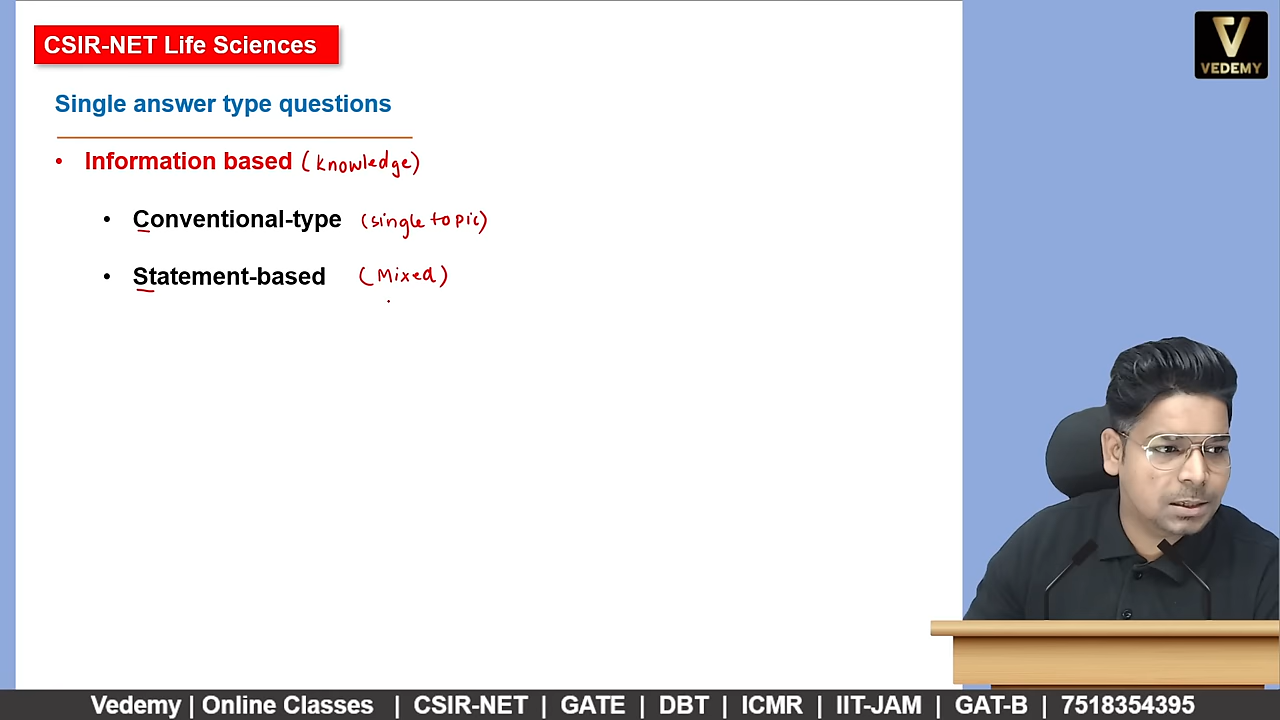 CSIR-NET Life Sciences
VEDEMY
Single answer type questions
• Information based (knowledge)
• Conventional-type (single topic)
• Statement-based (Mixed)
Vedemy | Online Classes | CSIR-NET | GATE | DBT | ICMR | IIT-JAM | GAT-B | 7518354395